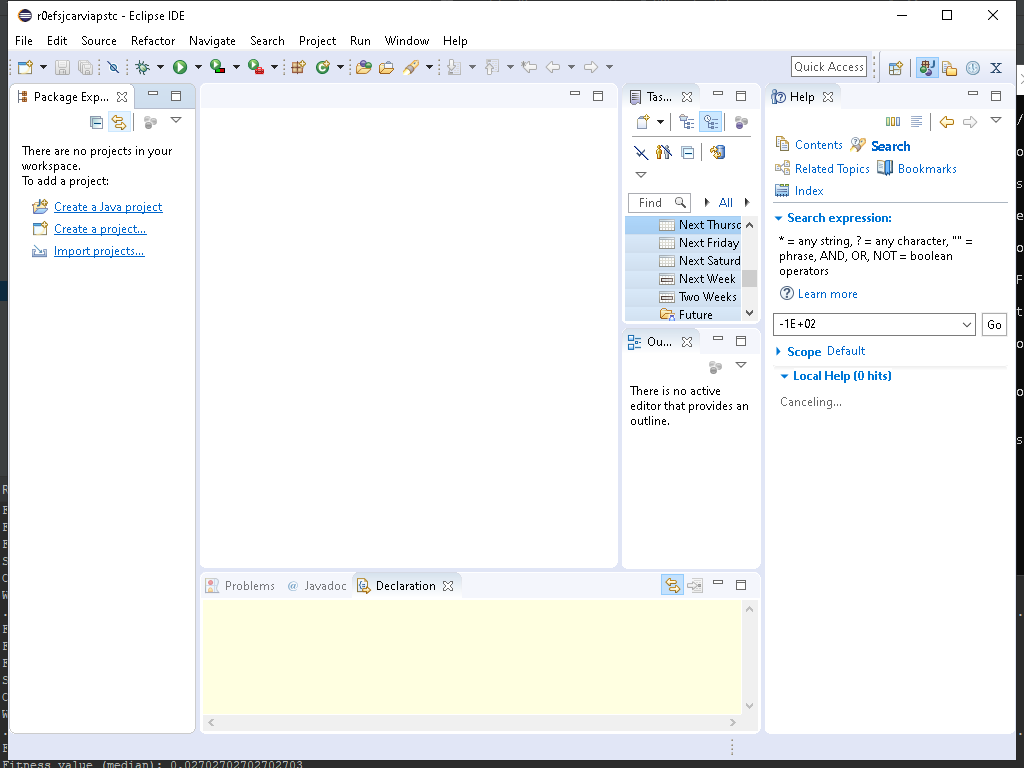 r0efsjcarviapstc - Eclipse IDE
File Edit Source Refactor Navigate Search Project Run Window Help
Quick Access
Package Exp...
There are no projects in your
workspace.
To add a project:
Create a Java project
Create a project...
Import projects...
Tas...
Find
All
Next Thursd
Next Friday
Next Saturd
Next Week
Two Weeks
Future
Ou...
There is no active
editor that provides an
outline.
Help
Contents Search
Related Topics Bookmarks
Index
Search expression:
* = any string, ? = any character, "" =
phrase, AND, OR, NOT = boolean
operators
Learn more
-1E+02
Go
Scope Default
Local Help (0 hits)
Canceling...
Problems @ Javadoc Declaration
Fitness value (median): 0.02702702702702703